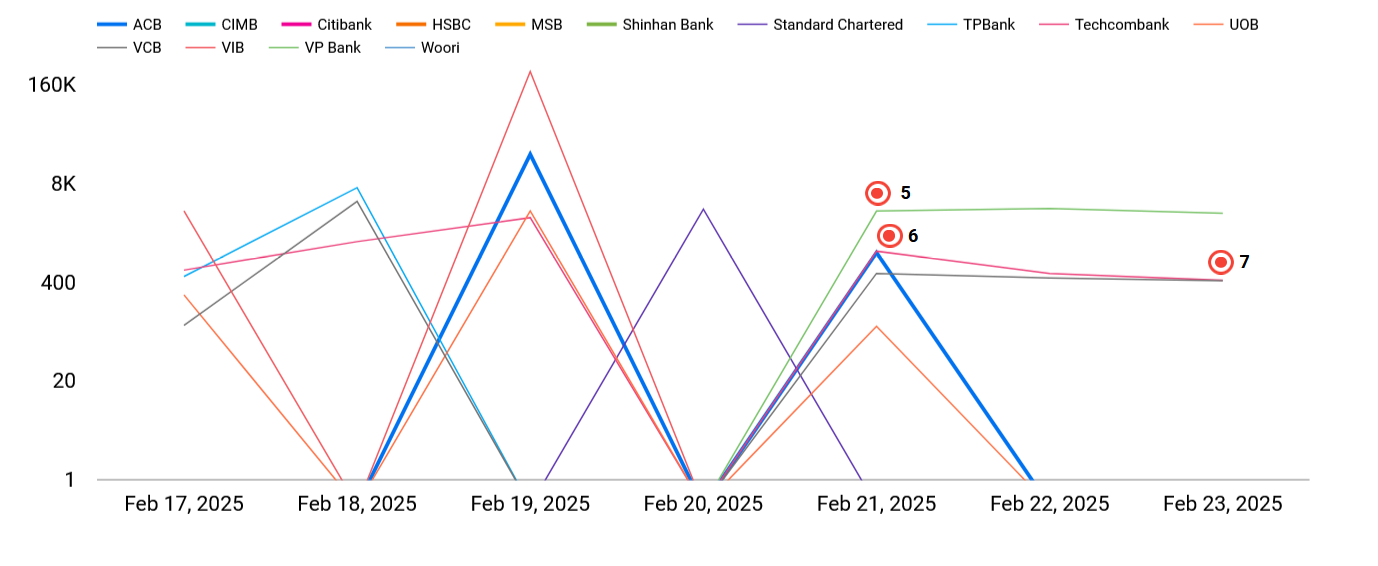 ACB CIMB Citibank HSBC MSB Shinhan Bank Standard Chartered TPBank Techcombank UOB
VCB VIB VP Bank Woori
160K
8K
400
20
1
5
6
7
Feb 17, 2025 Feb 18, 2025 Feb 19, 2025 Feb 20, 2025 Feb 21, 2025 Feb 22, 2025 Feb 23, 2025